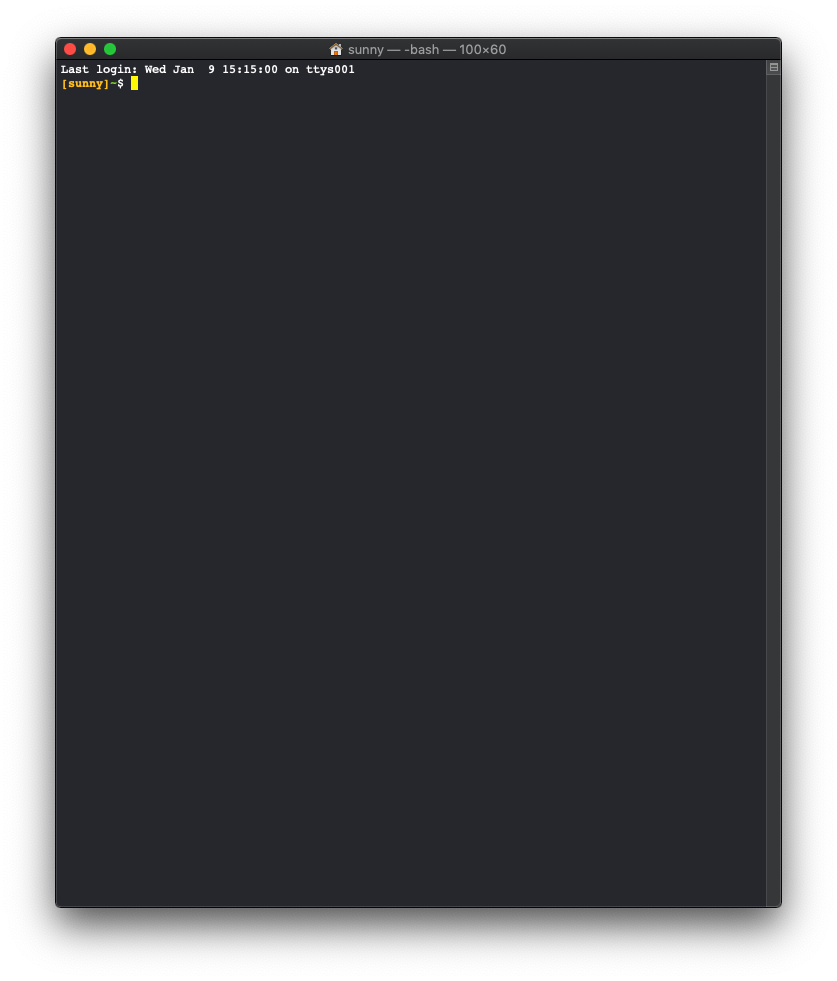 sunny — -bash — 100×60
Last login: Wed Jan  9 15:15:00 on ttys001
[sunny]~$